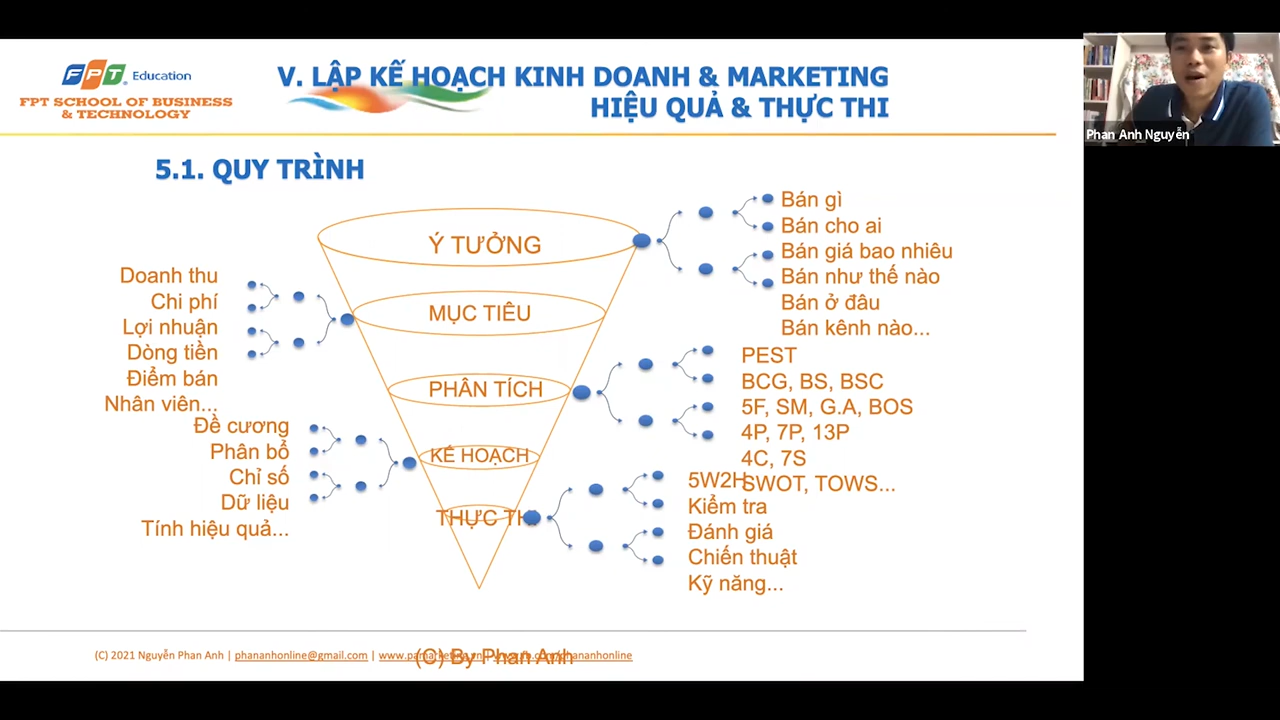 FPT Education
FPT SCHOOL OF BUSINESS
& TECHNOLOGY
V. LẬP KẾ HOẠCH KINH DOANH & MARKETING
HIỆU QUẢ & THỰC THI
Phan Anh Nguyễn
5.1. QUY TRÌNH
Ý TƯỞNG
Bán gì
Bán cho ai
Bán giá bao nhiêu
Bán như thế nào
Bán ở đâu
Bán kênh nào...
Doanh thu
Chi phí
Lợi nhuận
Dòng tiền
Điểm bán
Nhân viên...
MỤC TIÊU
PHÂN TÍCH
PEST
BCG, BS, BSC
5F, SM, G.A, BOS
4P, 7P, 13P
4C, 7S
SWOT, TOWS...
Đề cương
Phân bổ
Chỉ số
Dữ liệu
Tính hiệu quả...
KẾ HOẠCH
THỰC THI
5W2H
Kiểm tra
Đánh giá
Chiến thuật
Kỹ năng...
(C) 2021 Nguyễn Phan Anh | phananhonline@gmail.com | www.pamarketing.vn | www.fb.com/phananhonline
(C) By Phan Anh